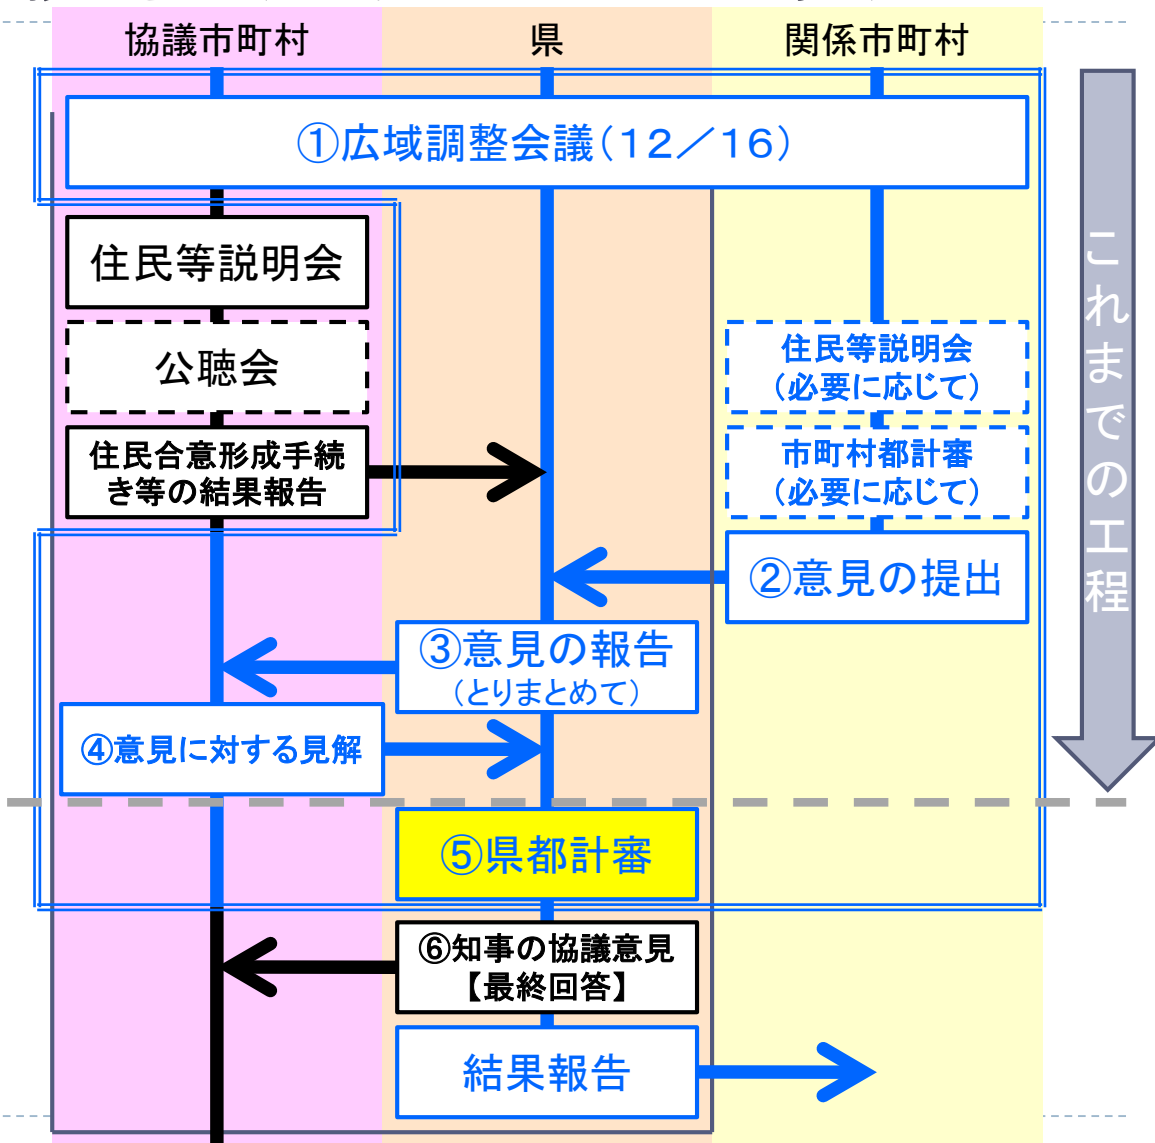 協議市町村
県
関係市町村
①広域調整会議(12／16)
住民等説明会
公聴会
住民合意形成手続
き等の結果報告
住民等説明会
(必要に応じて)
市町村都計審
(必要に応じて)
②意見の提出
③意見の報告
(とりまとめて)
④意見に対する見解
⑤県都計審
⑥知事の協議意見
【最終回答】
結果報告
これまでの工程